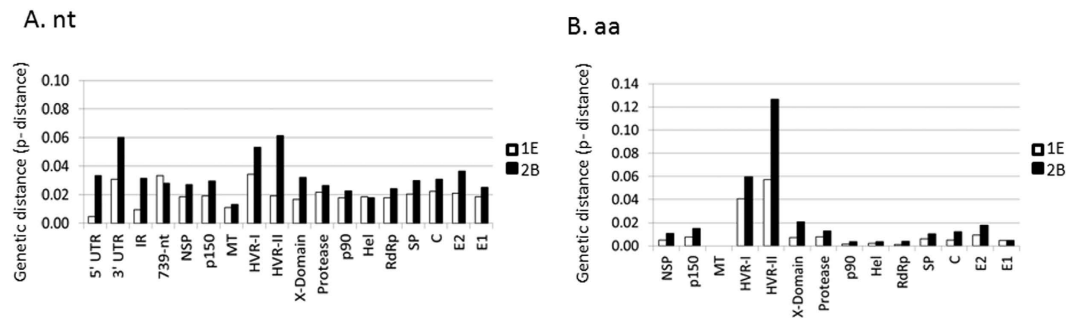 A. nt
Genetic distance (p- distance)
0.10
0.08
0.06
0.04
0.02
0.00
5' UTR
3' UTR
IR
739-nt
NSP
p150
MT
HVR-I
HVR-II
X-Domain
Protease
p90
Hel
RdRp
SP
C
E2
E1
1E
2B
B. aa
Genetic distance (p- distance)
0.14
0.12
0.10
0.08
0.06
0.04
0.02
0.00
NSP
p150
MT
HVR-I
HVR-II
X-Domain
Protease
p90
Hel
RdRp
SP
C
E2
E1
1E
2B